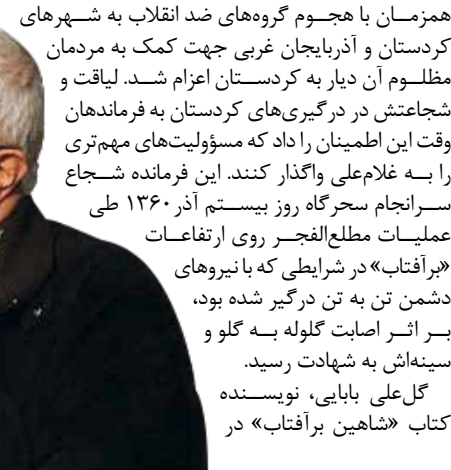 همزمان با هجوم گروه‌های ضد انقلاب به شهرهای
کردستان و آذربایجان غربی جهت کمک به مردمان
مظلوم آن دیار به کردستان اعزام شد. لیاقت و
شجاعتش در درگیری‌های کردستان به فرماندهان
وقت این اطمینان را داد که مسؤولیت‌های مهم‌تری
را به غلامعلی واگذار کنند. این فرمانده شجاع
سرانجام سحرگاه روز بیستم آذر ۱۳۶۰ طی
عملیات مطلع‌الفجر روی ارتفاعات
«برآفتاب» در شرایطی که با نیروهای
دشمن تن به تن درگیر شده بود،
بر اثر اصابت گلوله به گلو و
سینه‌اش به شهادت رسید.
گل‌علی بابایی، نویسنده
کتاب «شاهین برآفتاب» در